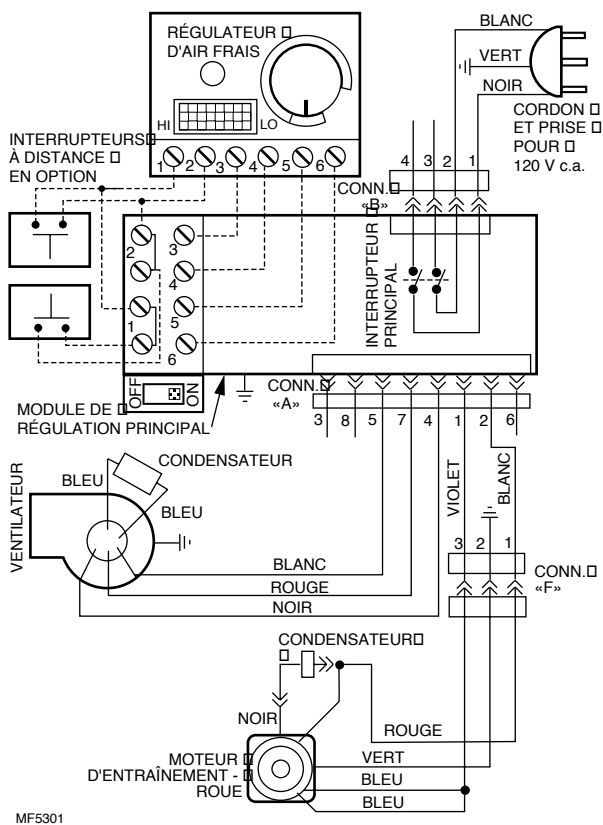 RÉGULATEUR
D'AIR FRAIS
HI
LO
1 2 3 4 5 6
BLANC
VERT
NOIR
CORDON
ET PRISE
POUR
120 V c.a.
INTERRUPTEURS
À DISTANCE
EN OPTION
4 3 2 1
CONN.
«B»
INTERRUPTEUR
PRINCIPAL
2
1
3
4
5
6
OFF
ON
MODULE DE
RÉGULATION PRINCIPAL
CONN.
«A»
3 8 5 7 4 1 2 6
VENTILATEUR
BLEU
CONDENSATEUR
BLEU
VIOLET
BLANC
BLANC
ROUGE
NOIR
3 2 1
CONN.
«F»
CONDENSATEUR
NOIR
ROUGE
MOTEUR
D'ENTRAÎNEMENT -
ROUE
VERT
BLEU
BLEU
MF5301